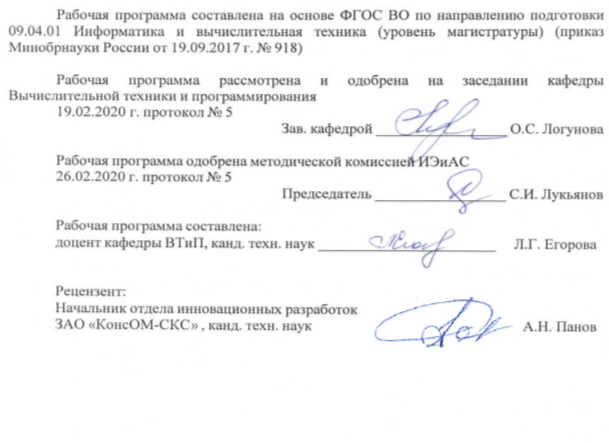 Рабочая программа составлена на основе ФГОС ВО по направлению подготовки
09.04.01 Информатика и вычислительная техника (уровень магистратуры) (приказ
Минобрнауки России от 19.09.2017 г. № 918)
Рабочая программа рассмотрена и одобрена на заседании кафедры
Вычислительной техники и программирования
19.02.2020 г. протокол № 5
Зав. кафедрой О.С. Логунова
Рабочая программа одобрена методической комиссией ИЭиАС
26.02.2020 г. протокол № 5
Председатель С.И. Лукьянов
Рабочая программа составлена:
доцент кафедры ВТиП, канд. техн. наук Л.Г. Егорова
Рецензент:
Начальник отдела инновационных разработок
ЗАО «КонсОМ-СКС» , канд. техн. наук А.Н. Панов